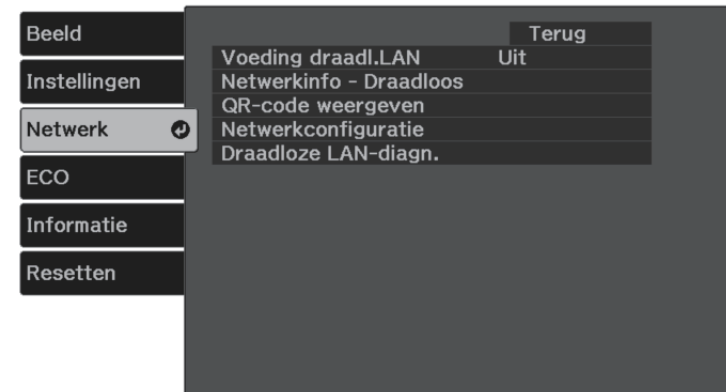 Beeld
Instellingen
Netwerk
ECO
Informatie
Resetten
Terug
Voeding draadl.LAN Uit
Netwerkinfo - Draadloos
QR-code weergeven
Netwerkconfiguratie
Draadloze LAN-diagn.